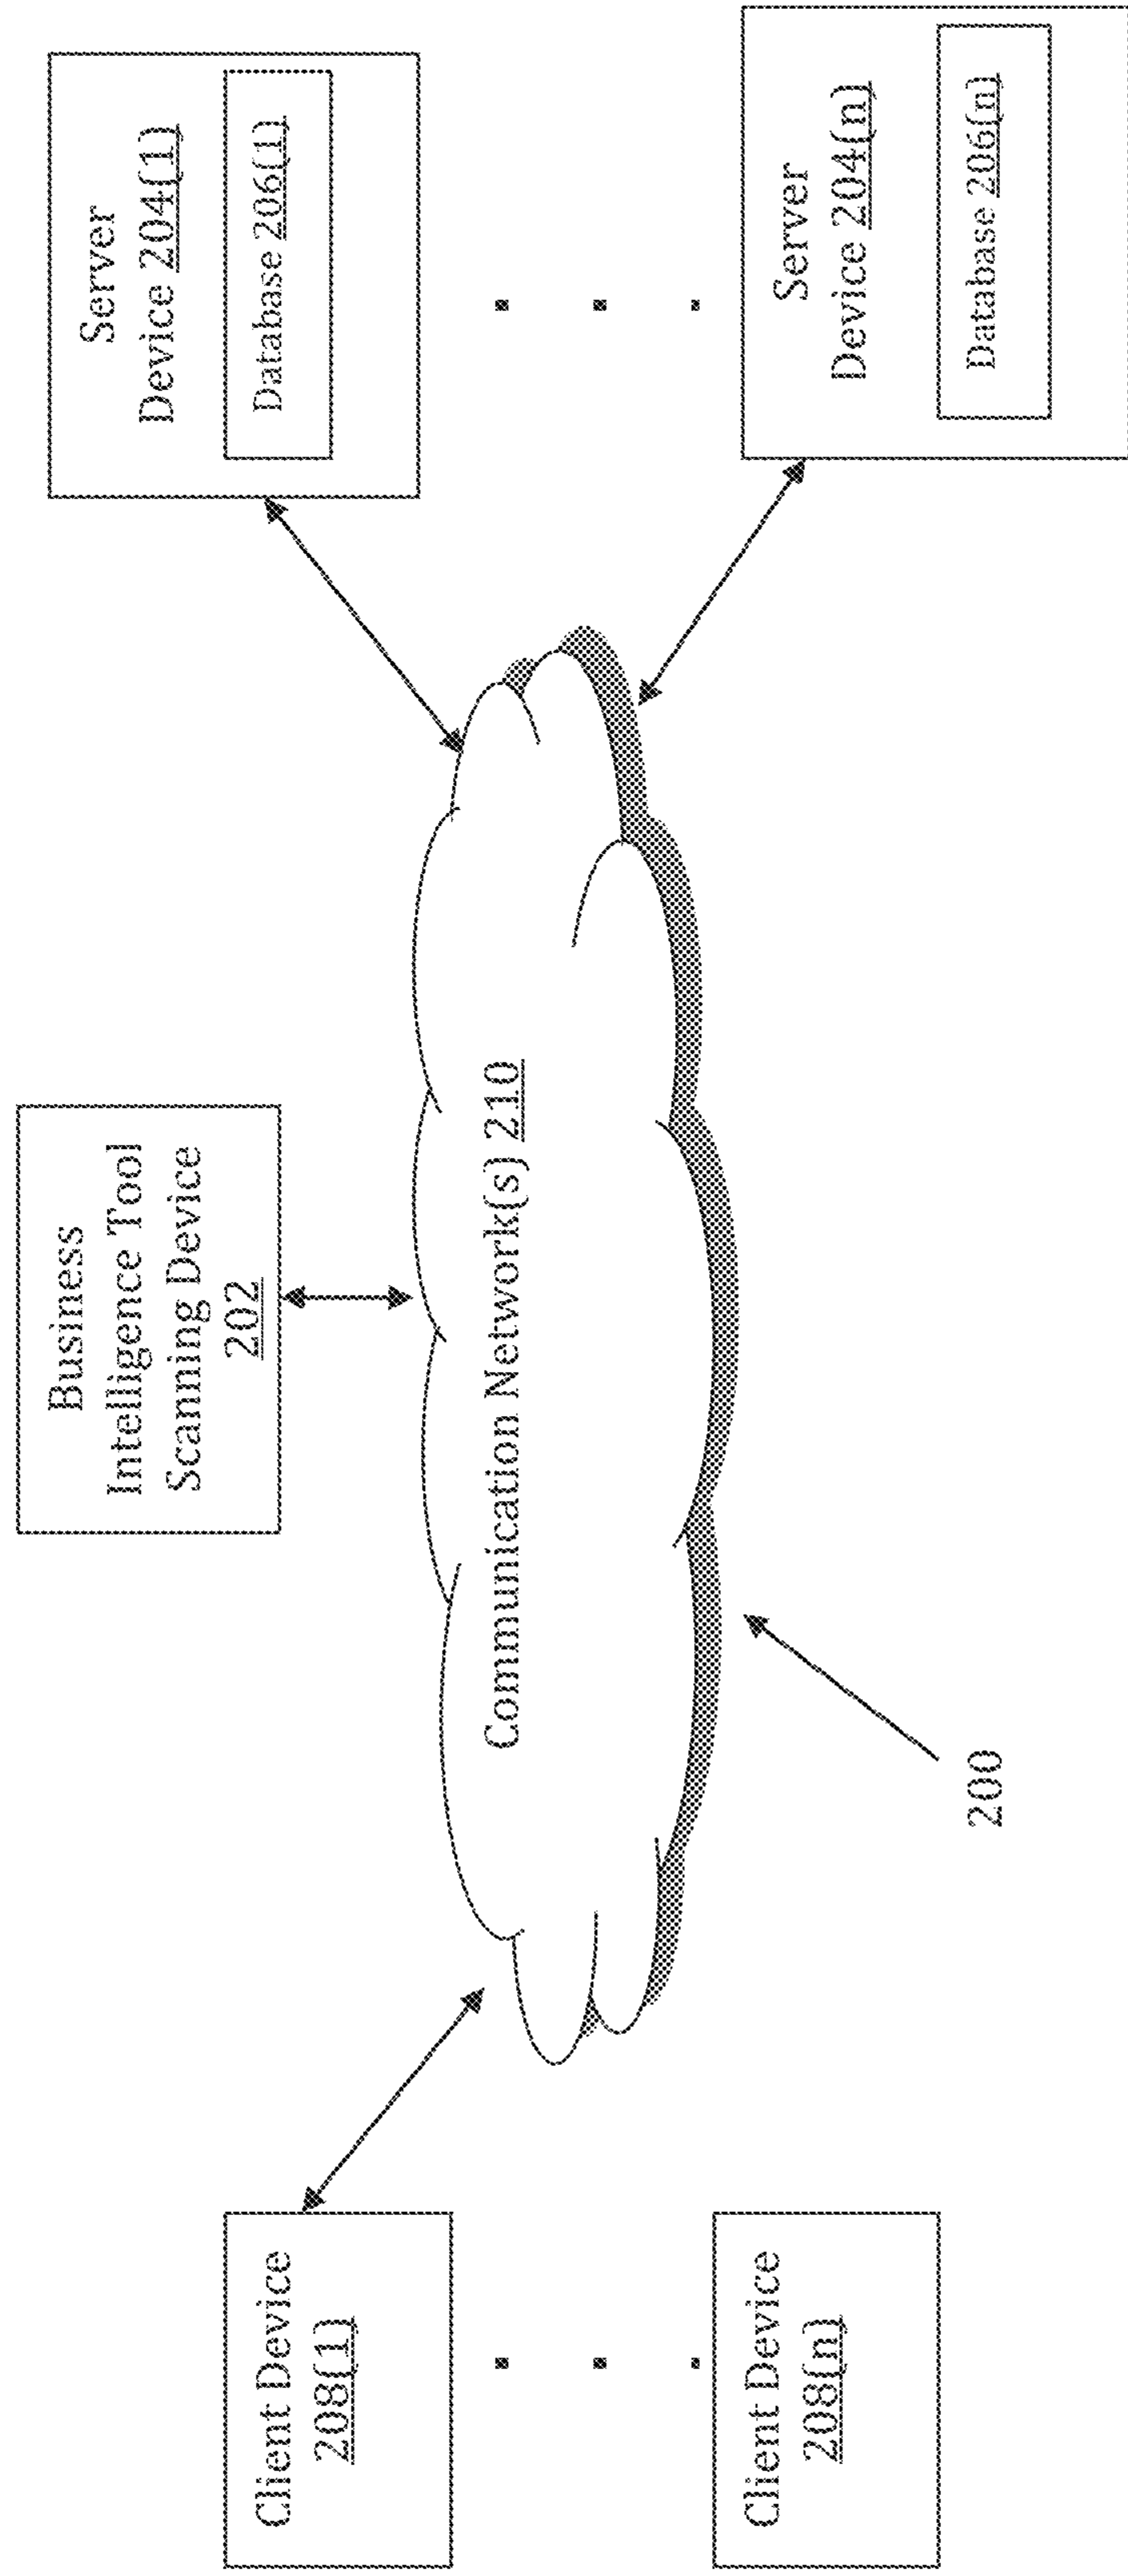 Business
Intelligence Tool
Scanning Device
202
Client Device
208(1)
Client Device
208(n)
Communication Network(s) 210
200
Server
Device 204(1)
Database 206(1)
Server
Device 204(n)
Database 206(n)